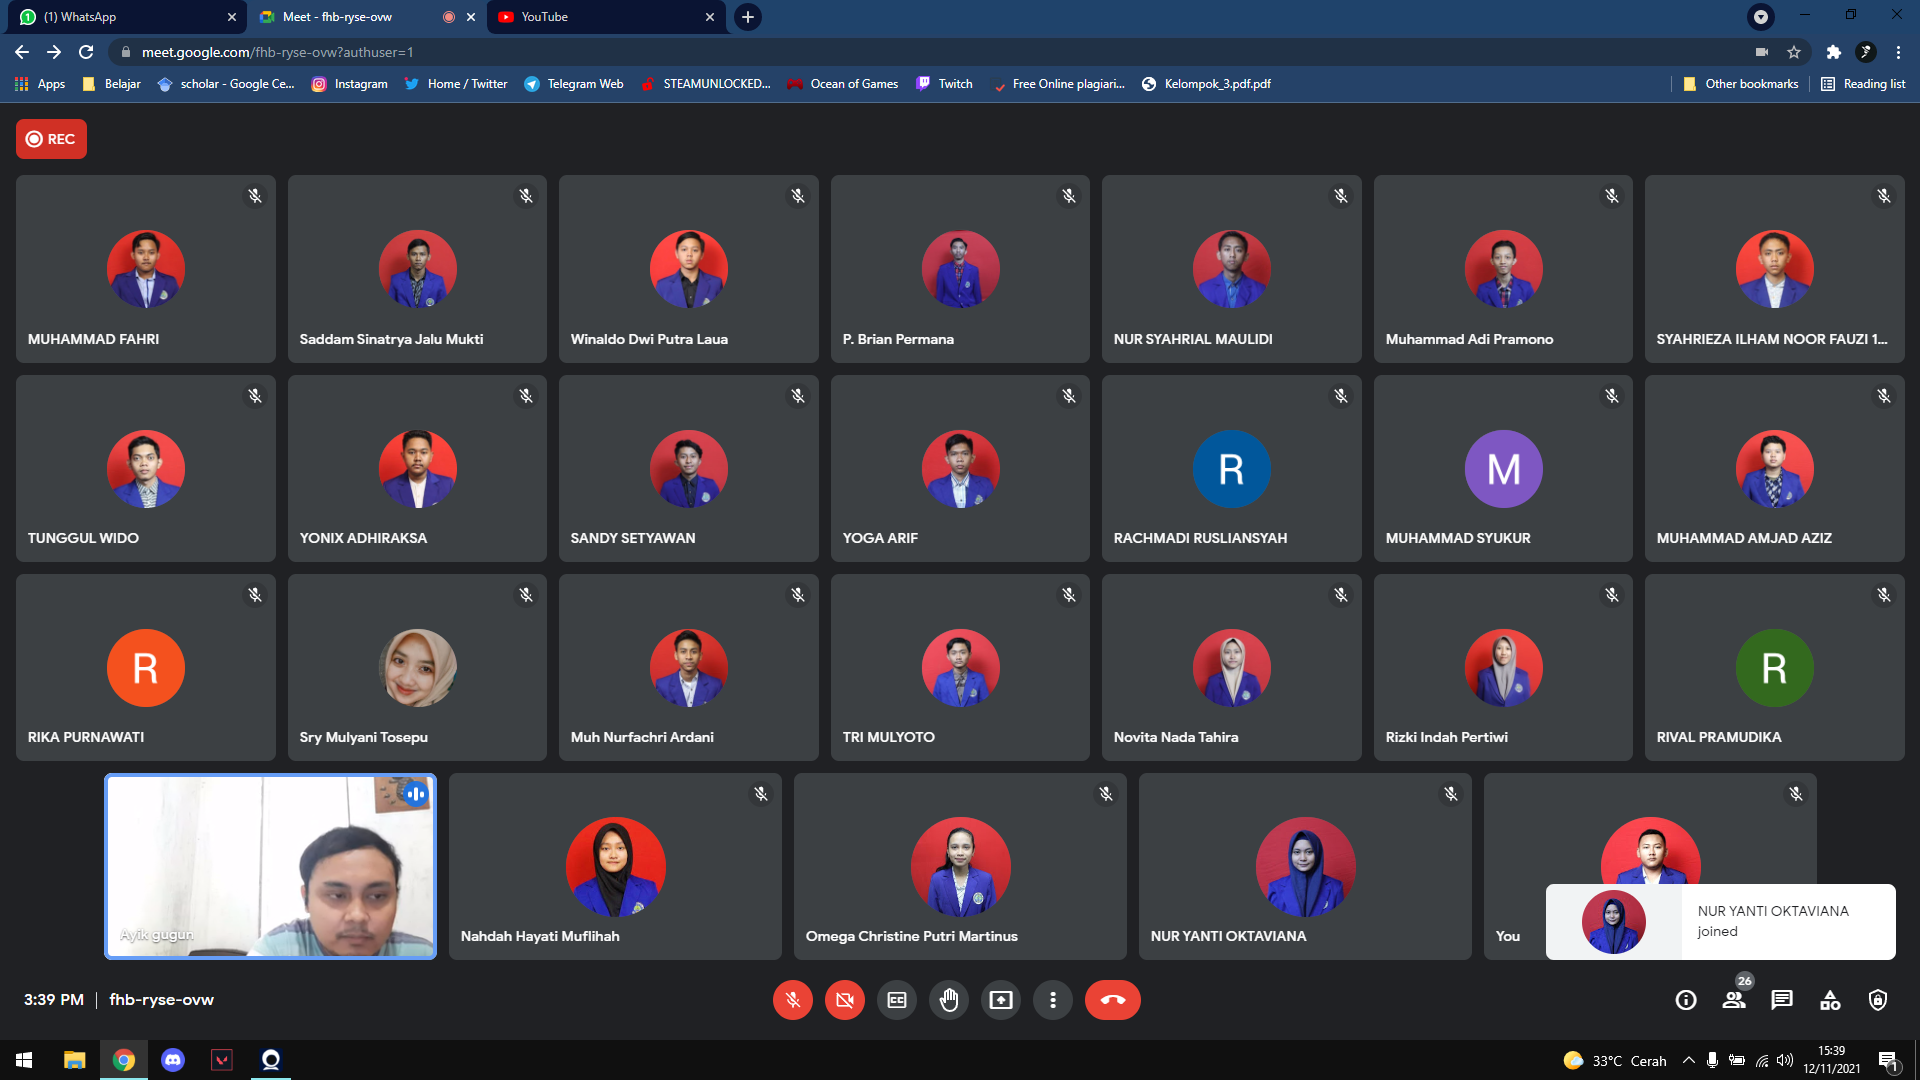 (1) WhatsApp
Meet - fhb-ryse-ovw
YouTube
meet.google.com/fhb-ryse-ovw?authuser=1
Apps
Belajar
scholar - Google Ce...
Instagram
Home / Twitter
Telegram Web
STEAMUNLOCKED...
Ocean of Games
Twitch
Free Online plagiari...
Kelompok_3.pdf.pdf
Other bookmarks
Reading list
REC
MUHAMMAD FAHRI
Saddam Sinatrya Jalu Mukti
Winaldo Dwi Putra Laua
P. Brian Permana
NUR SYAHRIAL MAULIDI
Muhammad Adi Pramono
SYAHRIEZA ILHAM NOOR FAUZI 1...
R
M
TUNGGUL WIDO
YONIX ADHIRAKSA
SANDY SETYAWAN
YOGA ARIF
RACHMADI RUSLIANSYAH
MUHAMMAD SYUKUR
MUHAMMAD AMJAD AZIZ
R
R
RIKA PURNAWATI
Sry Mulyani Tosepu
Muh Nurfachri Ardani
TRI MULYOTO
Novita Nada Tahira
Rizki Indah Pertiwi
RIVAL PRAMUDIKA
Ayik gugun
Nahdah Hayati Muflihah
Omega Christine Putri Martinus
NUR YANTI OKTAVIANA
You
NUR YANTI OKTAVIANA
joined
3:39 PM | fhb-ryse-ovw
CC
26
33°C Cerah
15:39
12/11/2021
1